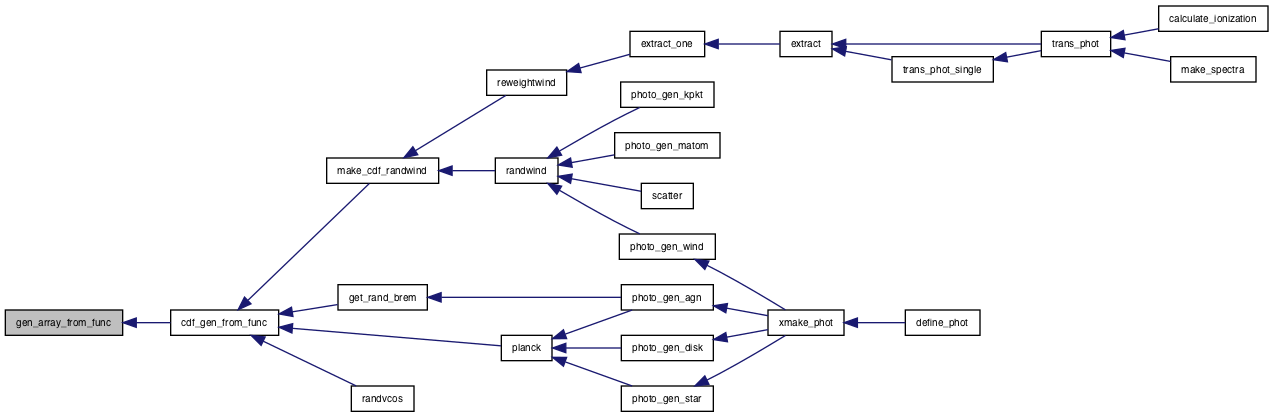 calculate_ionization
extract_one
extract
trans_phot
trans_phot_single
make_spectra
reweightwind
photo_gen_kpkt
photo_gen_matom
make_cdf_randwind
randwind
scatter
photo_gen_wind
get_rand_brem
photo_gen_agn
gen_array_from_func
cdf_gen_from_func
xmake_phot
define_phot
planck
photo_gen_disk
randvcos
photo_gen_star